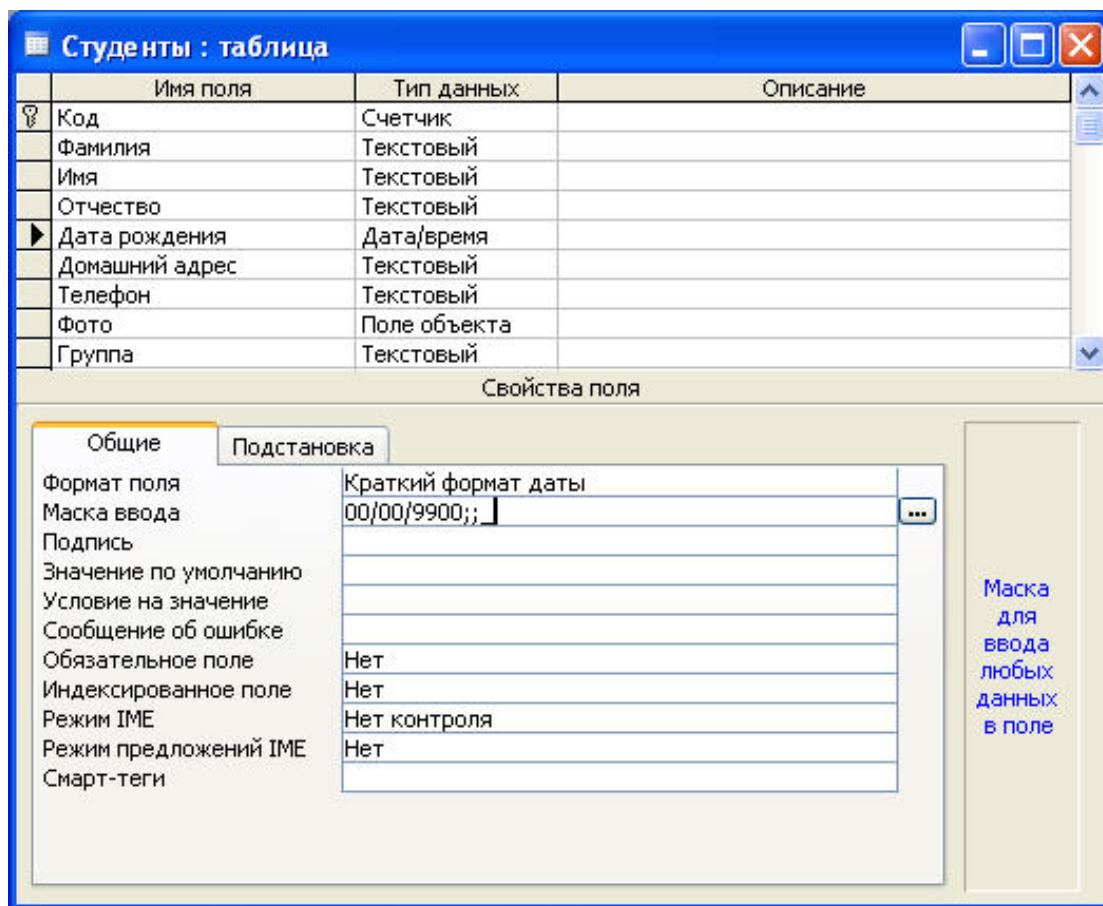 Студенты : таблица
Имя поля Тип данных Описание
Код Счетчик
Фамилия Текстовый
Имя Текстовый
Отчество Текстовый
Дата рождения Дата/время
Домашний адрес Текстовый
Телефон Текстовый
Фото Поле объекта
Группа Текстовый
Свойства поля
Общие Подстановка
Формат поля Краткий формат даты
Маска ввода 00/00/9900;;_ ...
Подпись
Значение по умолчанию
Условие на значение
Сообщение об ошибке
Обязательное поле Нет
Индексированное поле Нет
Режим IME Нет контроля
Режим предложений IME Нет
Смарт-теги
Маска
для
ввода
любых
данных
в поле